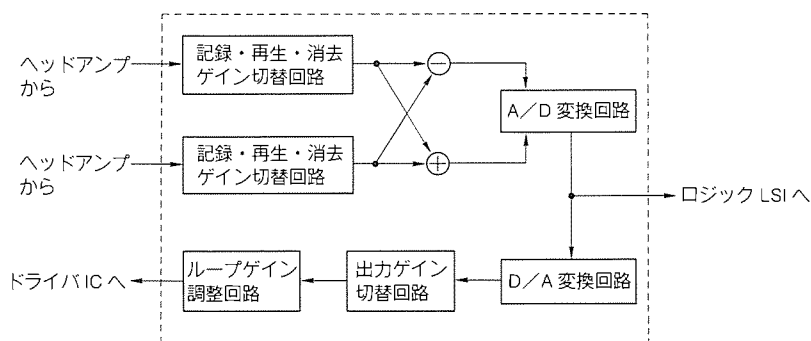 ヘッドアンプ
から
記録・再生・消去
ゲイン切替回路
A/D 変換回路
ヘッドアンプ
から
記録・再生・消去
ゲイン切替回路
ロジック LSI へ
ドライバ IC へ
ループゲイン
調整回路
出力ゲイン
切替回路
D/A 変換回路